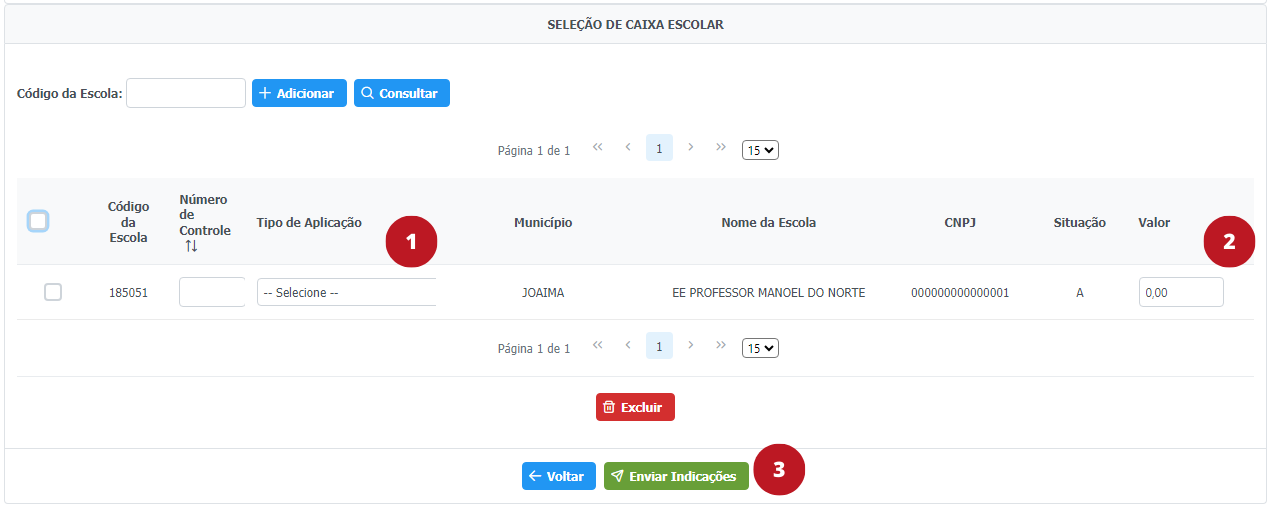 SELEÇÃO DE CAIXA ESCOLAR
Código da Escola: Adicionar Consultar
Página 1 de 1 1 15
Código da Escola Número de Controle Tipo de Aplicação 1 Município Nome da Escola CNPJ Situação Valor 2
185051 -- Selecione -- JOAIMA EE PROFESSOR MANOEL DO NORTE 000000000000001 A 0,00
Página 1 de 1 1 15
Excluir
Voltar Enviar Indicações 3